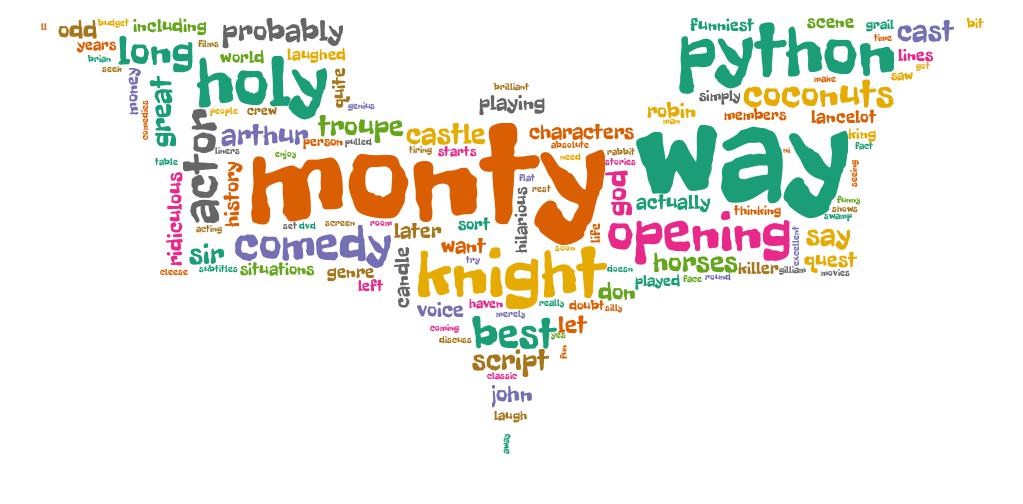 ll
odd
budget
including
probably
years
long
films
brian
seek
world
laughed
holy
money
great
comedies
quite
genius
people
crew
actor
arthur
troupe
liners
person
pulled
enjoy
table
history
ridiculous
acting
monty
brilliant
playing
castle
tiring
starts
characters
absolute
need
rabbit
stories
funniest
scene
grail
time
cast
bit
python
lines
got
saw
make
simply
coconuts
robin
man
members
lancelot
king
fact
way
ni
seeing
god
actually
thinking
funny
shows
swamp
opening
excellent
say
quest
movies
horses
killer
gilliam
played
face
round
life
flat
rest
hilarious
sort
soon
set
dvd
screen
room
later
sir
comedy
cleese
subtitles
situations
genre
left
candle
want
try
knight
doesn
don
voice
haven
merely
really
doubt
silly
coming
discuss
best
yes
let
fun
script
classic
john
laugh
away